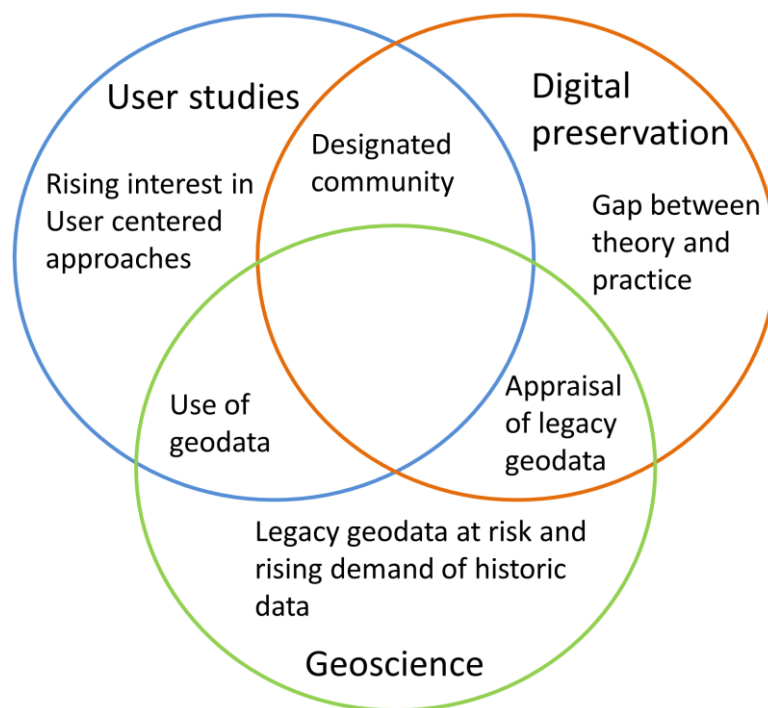 User studies
Digital
preservation
Designated
community
Rising interest in
User centered
approaches
Gap between
theory and
practice
Use of
geodata
Appraisal
of legacy
geodata
Legacy geodata at risk and
rising demand of historic
data
Geoscience